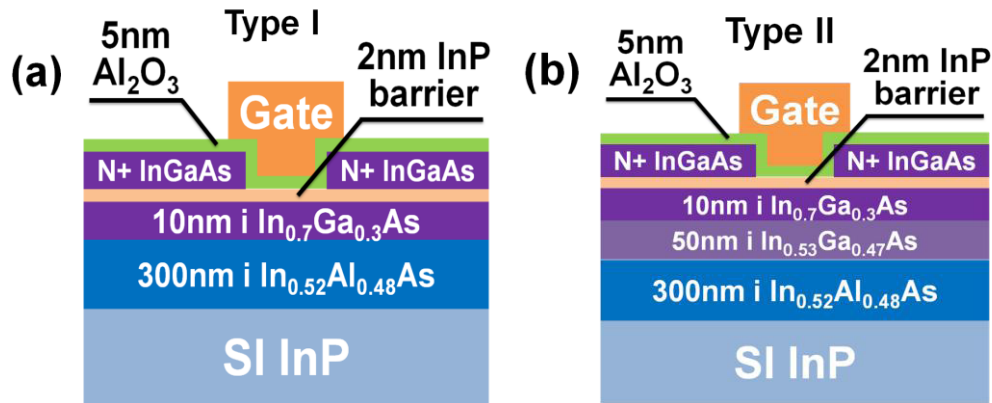 (a)
Type I
5nm
Al₂O₃
2nm InP
barrier
Gate
N+ InGaAs
N+ InGaAs
10nm i In₀.₇Ga₀.₃As
300nm i In₀.₅₂Al₀.₄₈As
SI InP
(b)
Type II
5nm
Al₂O₃
2nm InP
barrier
Gate
N+ InGaAs
N+ InGaAs
10nm i In₀.₇Ga₀.₃As
50nm i In₀.₅₃Ga₀.₄₇As
300nm i In₀.₅₂Al₀.₄₈As
SI InP